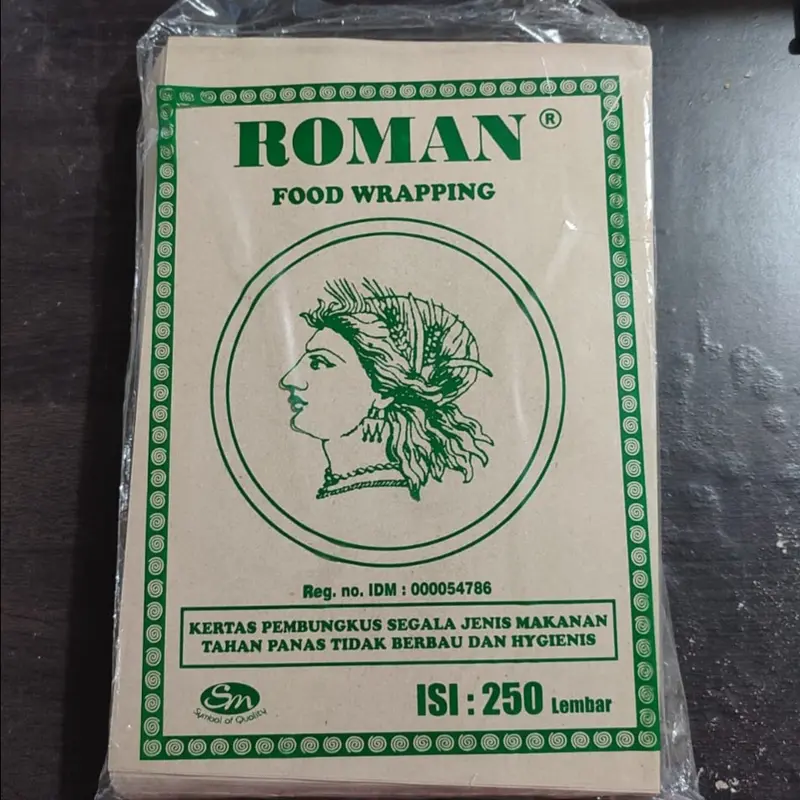 ROMAN ®
FOOD WRAPPING
Reg. no. IDM : 000054786
KERTAS PEMBUNGKUS SEGALA JENIS MAKANAN
TAHAN PANAS TIDAK BERBAU DAN HYGIENIS
Sm
Symbol of Quality
ISI : 250 Lembar